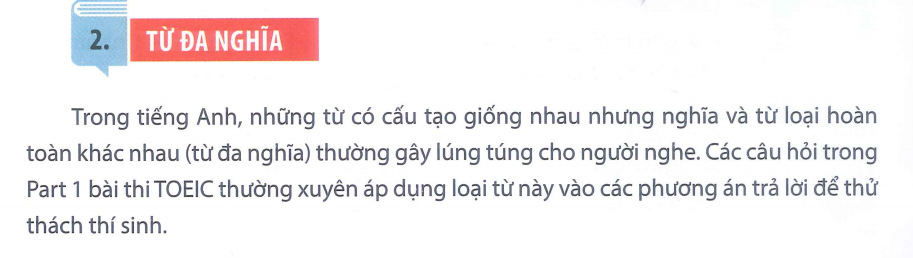 2. TỪ ĐA NGHĨA
Trong tiếng Anh, những từ có cấu tạo giống nhau nhưng nghĩa và từ loại hoàn
toàn khác nhau (từ đa nghĩa) thường gây lúng túng cho người nghe. Các câu hỏi trong
Part 1 bài thi TOEIC thường xuyên áp dụng loại từ này vào các phương án trả lời để thử
thách thí sinh.